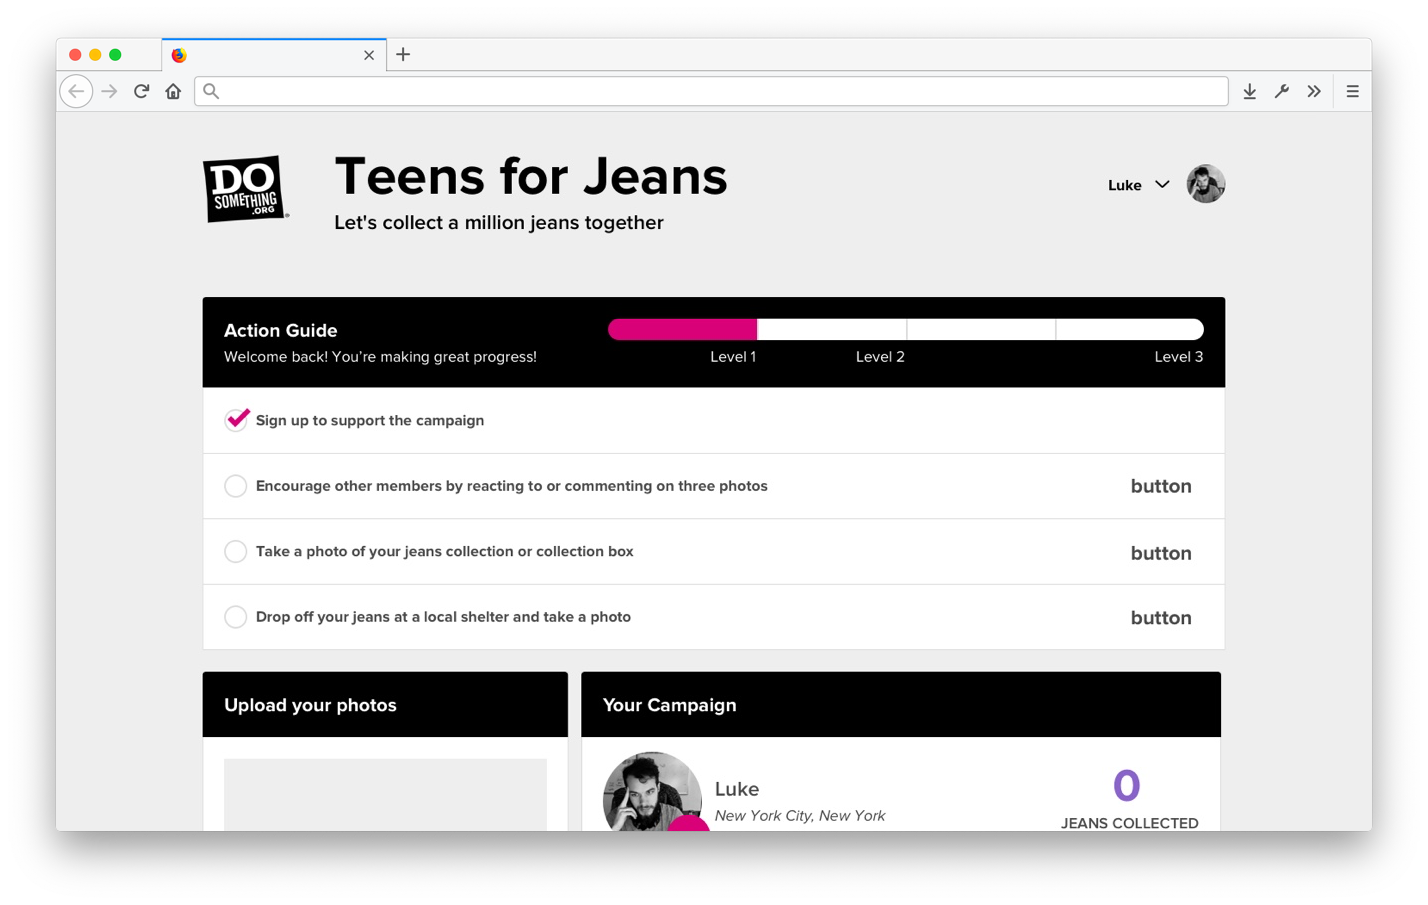 DO
SOMETHING
.ORG
Teens for Jeans
Let's collect a million jeans together
Luke
Action Guide
Welcome back! You’re making great progress!
Level 1
Level 2
Level 3
Sign up to support the campaign
Encourage other members by reacting to or commenting on three photos
button
Take a photo of your jeans collection or collection box
button
Drop off your jeans at a local shelter and take a photo
button
Upload your photos
Your Campaign
Luke
New York City, New York
0
JEANS COLLECTED